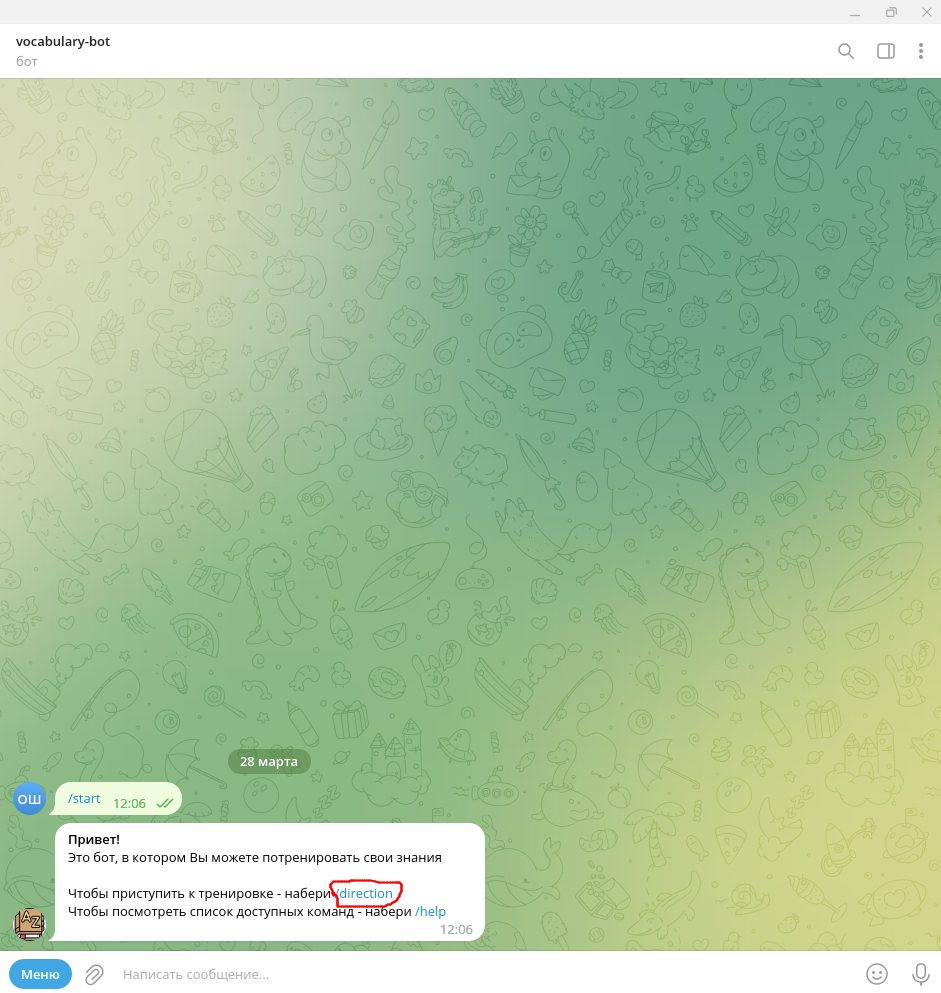 vocabulary-bot
бот
28 марта
ОШ
/start 12:06
Привет!
Это бот, в котором Вы можете потренировать свои знания
Чтобы приступить к тренировке - набери /direction
Чтобы посмотреть список доступных команд - набери /help
12:06
AZ
Меню
Написать сообщение...